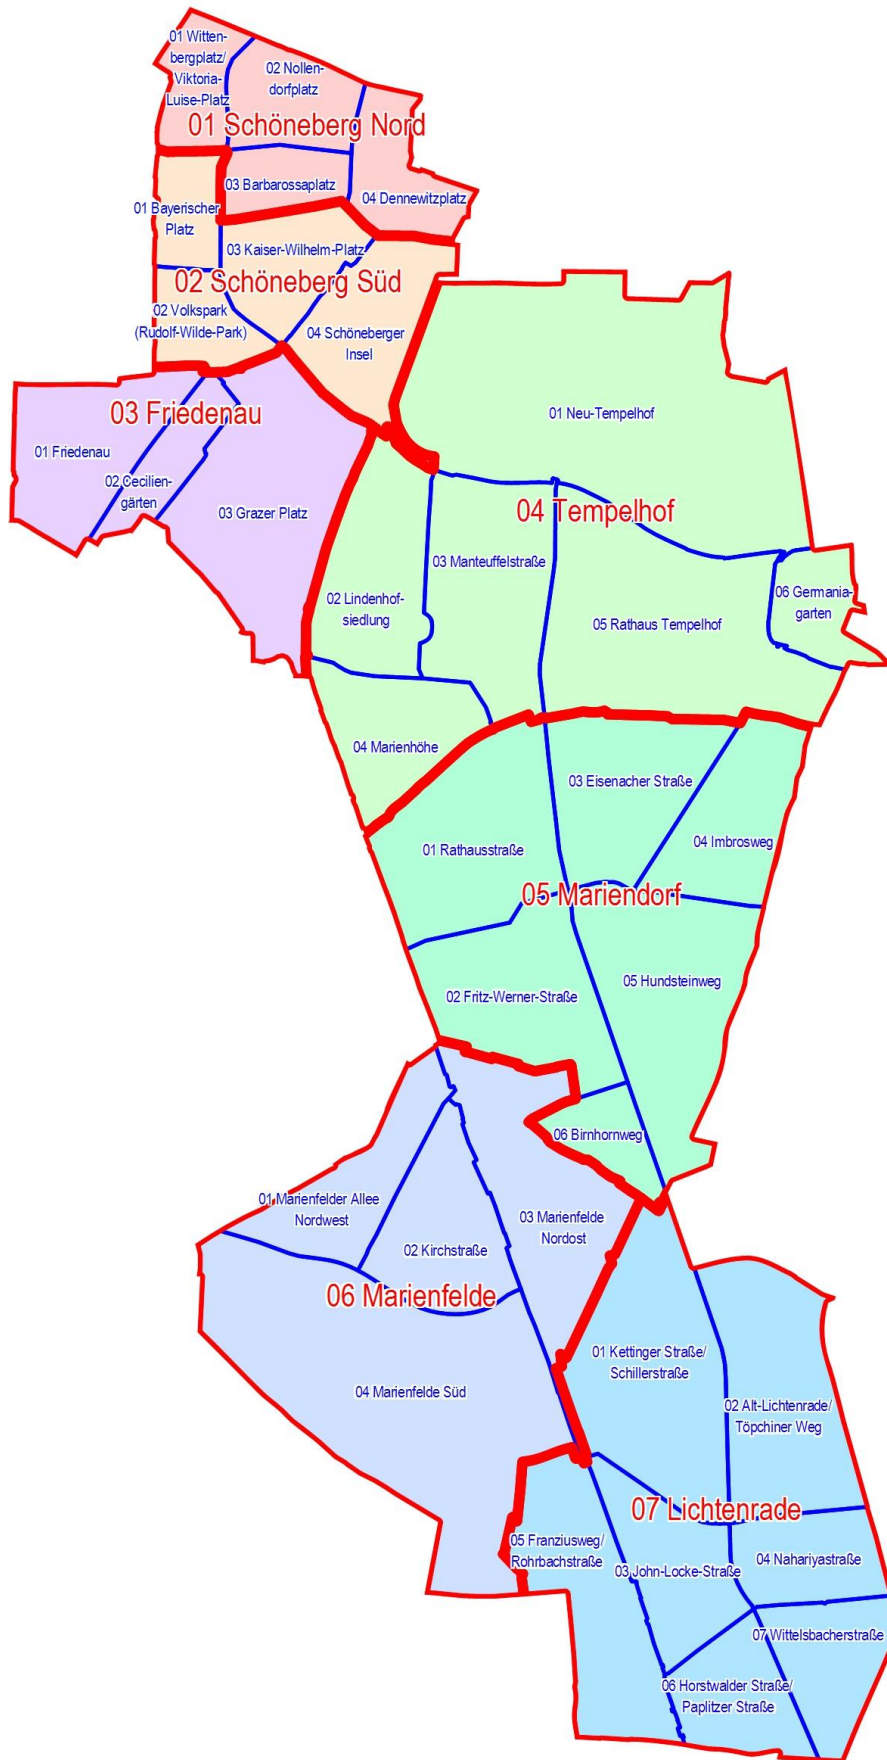 01 Witten-
bergplatz/
Viktoria-
Luise-Platz
02 Nollen-
dorfplatz
01 Schöneberg Nord
03 Barbarossaplatz
04 Dennewitzplatz
01 Bayerischer
Platz
03 Kaiser-Wilhelm-Platz
02 Schöneberg Süd
02 Volkspark
(Rudolf-Wilde-Park)
04 Schöneberger
Insel
03 Friedenau
01 Friedenau
02 Cecilien-
gärten
03 Grazer Platz
01 Neu-Tempelhof
04 Tempelhof
03 Manteuffelstraße
02 Lindenhof-
siedlung
05 Rathaus Tempelhof
06 Germania-
garten
04 Marienhöhe
03 Eisenacher Straße
04 Imbrosweg
01 Rathausstraße
05 Mariendorf
05 Hundsteinweg
02 Fritz-Werner-Straße
06 Birnhornweg
01 Marienfelder Allee
Nordwest
03 Marienfelde
Nordost
02 Kirchstraße
06 Marienfelde
04 Marienfelde Süd
01 Kettinger Straße/
Schillerstraße
02 Alt-Lichtenrade/
Töpchiner Weg
07 Lichtenrade
05 Franziusweg/
Rohrbachstraße
03 John-Locke-Straße
04 Nahariyastraße
07 Wittelsbacherstraße
06 Horstwalder Straße/
Paplitzer Straße